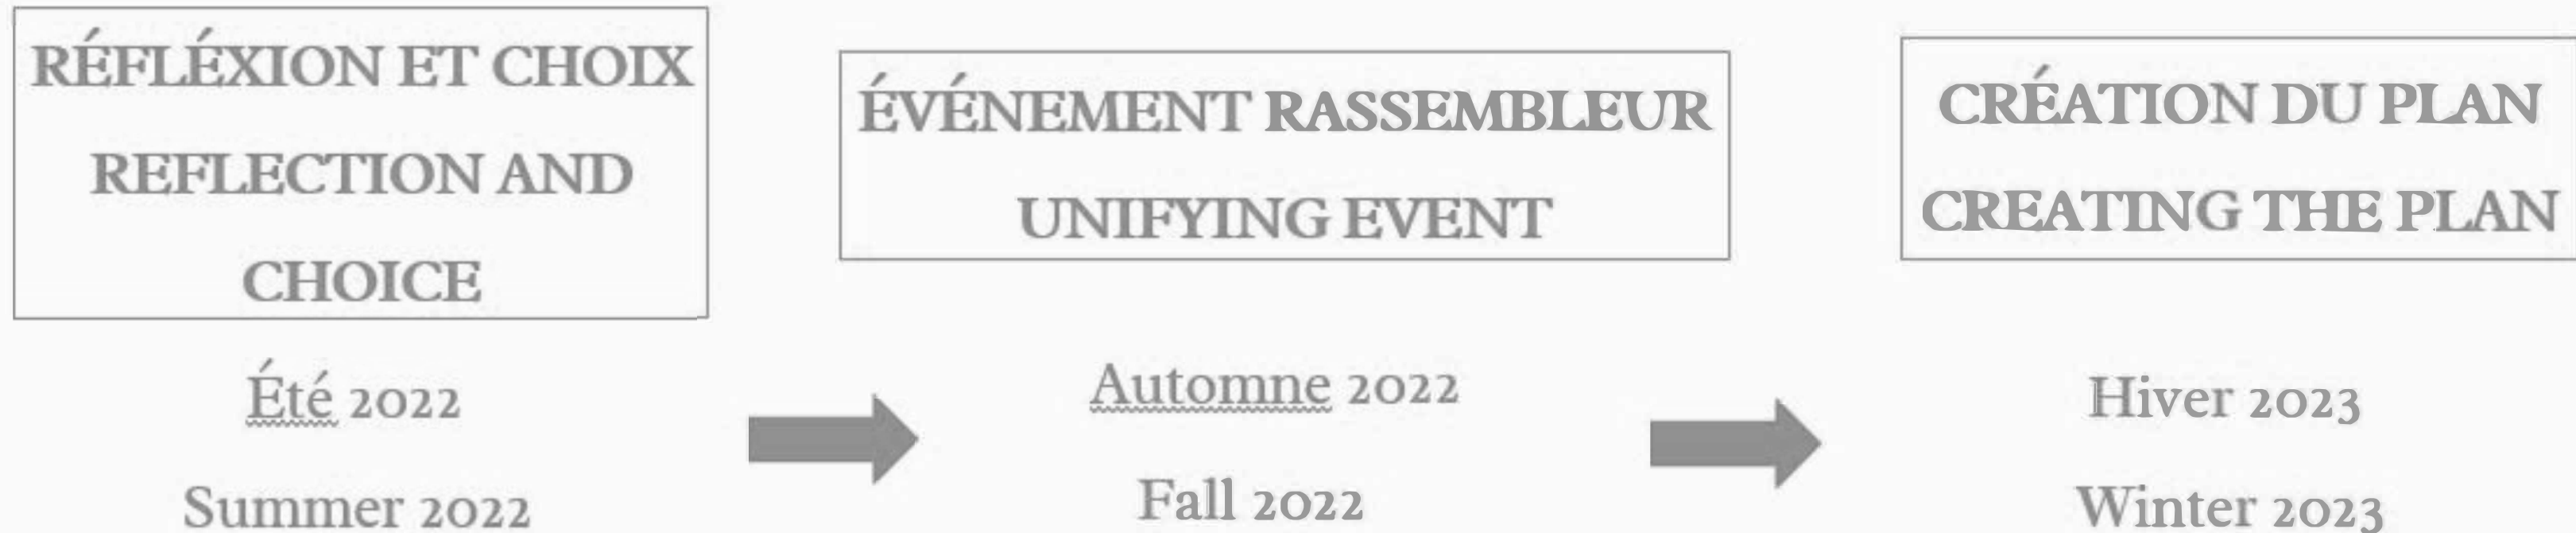 RÉFLÉXION ET CHOIX
REFLECTION AND
CHOICE
Été 2022
Summer 2022
ÉVÉNEMENT RASSEMBLEUR
UNIFYING EVENT
Automne 2022
Fall 2022
CRÉATION DU PLAN
CREATING THE PLAN
Hiver 2023
Winter 2023